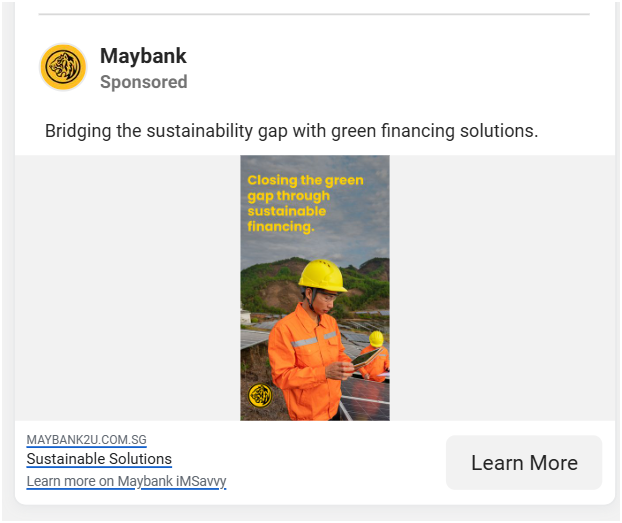 Maybank
Sponsored
Bridging the sustainability gap with green financing solutions.
Closing the green
gap through
sustainable
financing.
MAYBANK2U.COM.SG
Sustainable Solutions
Learn more on Maybank iMSavvy
Learn More